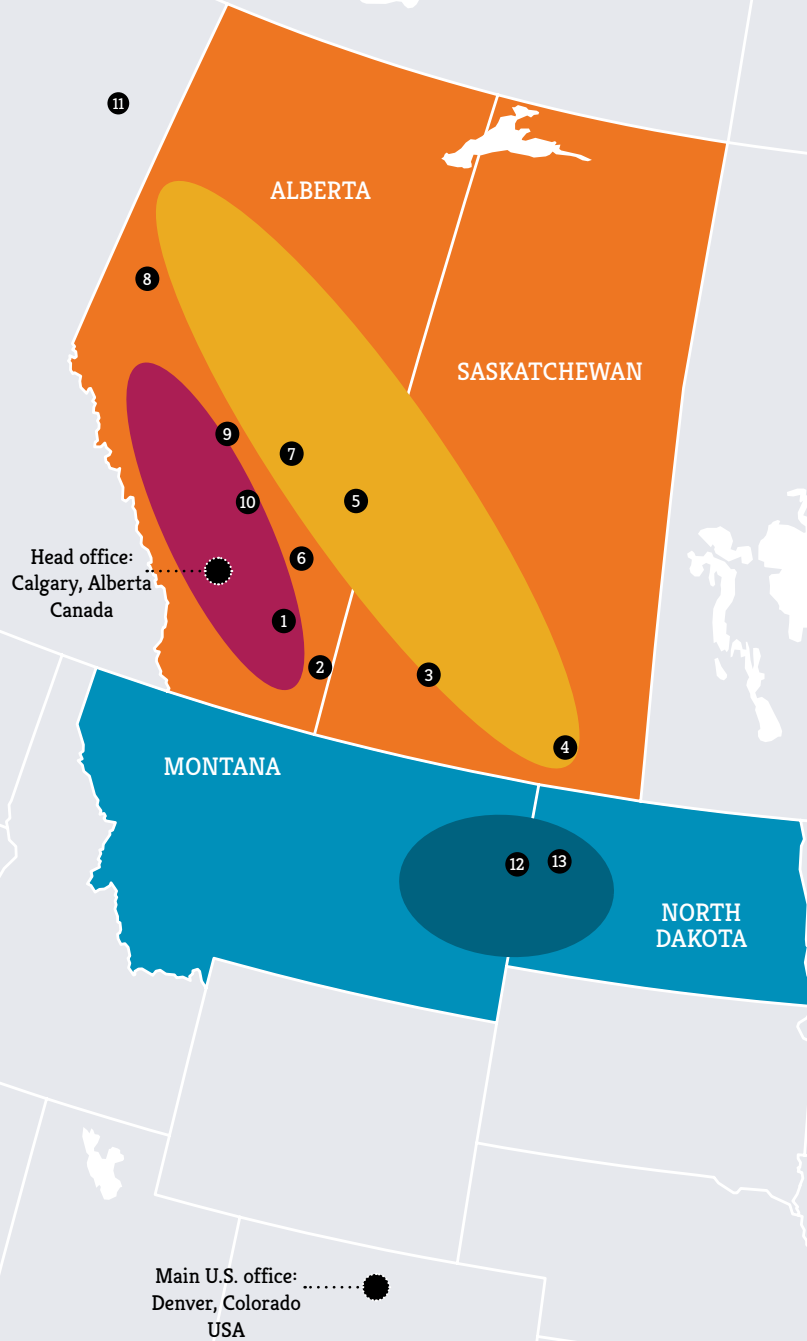 11
ALBERTA
8
SASKATCHEWAN
9
7
10
5
Head office:
Calgary, Alberta
Canada
6
1
2
3
4
MONTANA
12
13
NORTH
DAKOTA
Main U.S. office:
Denver, Colorado
USA